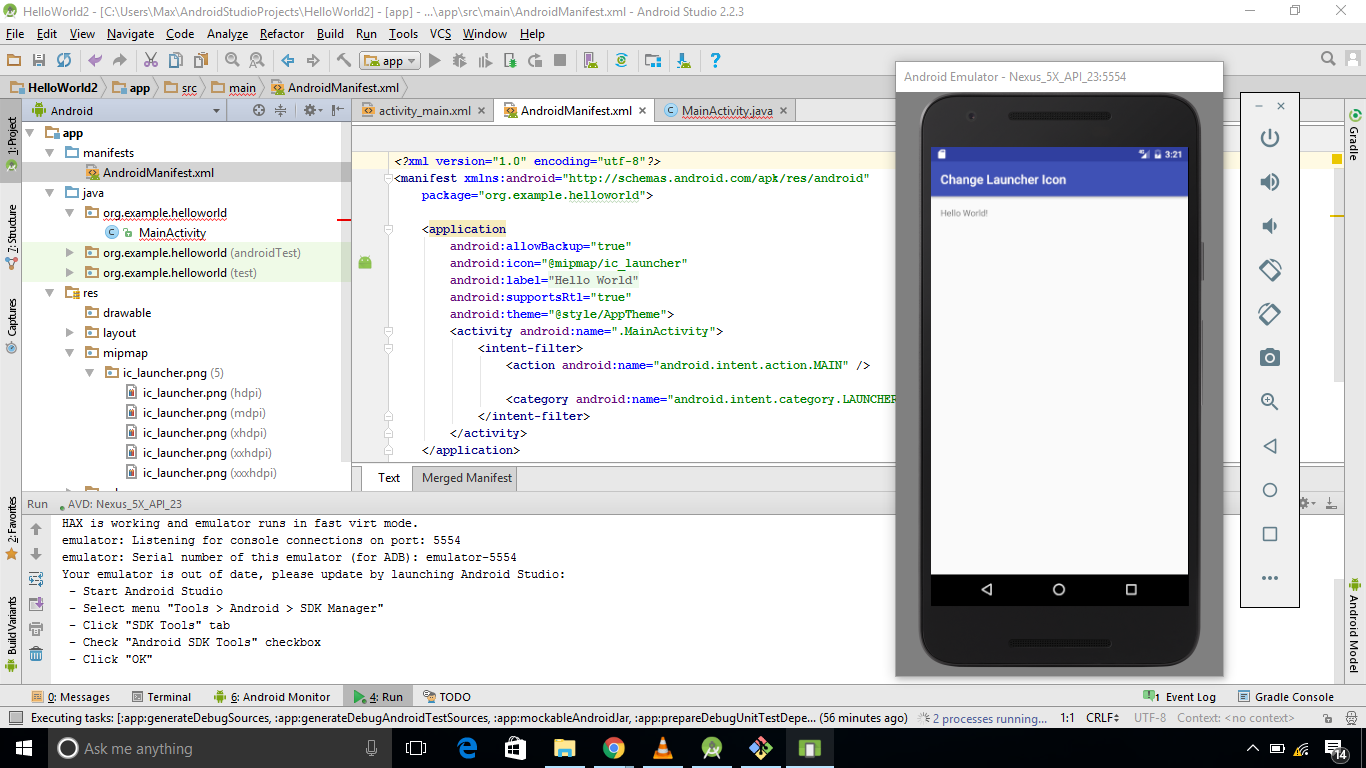 HelloWorld2 - [C:\Users\Max\AndroidStudioProjects\HelloWorld2] - [app] - ...\app\src\main\AndroidManifest.xml - Android Studio 2.2.3
File Edit View Navigate Code Analyze Refactor Build Run Tools VCS Window Help
app
HelloWorld2 app src main AndroidManifest.xml
Android
activity_main.xml AndroidManifest.xml MainActivity.java
1: Project
7: Structure
Captures
2: Favorites
Build Variants
app
manifests
AndroidManifest.xml
java
org.example.helloworld
MainActivity
org.example.helloworld (androidTest)
org.example.helloworld (test)
res
drawable
layout
mipmap
ic_launcher.png (5)
ic_launcher.png (hdpi)
ic_launcher.png (mdpi)
ic_launcher.png (xhdpi)
ic_launcher.png (xxhdpi)
ic_launcher.png (xxxhdpi)
<?xml version="1.0" encoding="utf-8"?>
<manifest xmlns:android="http://schemas.android.com/apk/res/android"
package="org.example.helloworld">
<application
android:allowBackup="true"
android:icon="@mipmap/ic_launcher"
android:label="Hello World"
android:supportsRtl="true"
android:theme="@style/AppTheme">
<activity android:name=".MainActivity">
<intent-filter>
<action android:name="android.intent.action.MAIN" />
<category android:name="android.intent.category.LAUNCHER
</intent-filter>
</activity>
</application>
Text Merged Manifest
Android Emulator - Nexus_5X_API_23:5554
3:21
Change Launcher Icon
Hello World!
Gradle
Android Model
Run AVD: Nexus_5X_API_23
HAX is working and emulator runs in fast virt mode.
emulator: Listening for console connections on port: 5554
emulator: Serial number of this emulator (for ADB): emulator-5554
Your emulator is out of date, please update by launching Android Studio:
- Start Android Studio
- Select menu "Tools > Android > SDK Manager"
- Click "SDK Tools" tab
- Check "Android SDK Tools" checkbox
- Click "OK"
0: Messages Terminal 6: Android Monitor 4: Run TODO 1 Event Log Gradle Console
Executing tasks: [:app:generateDebugSources, :app:generateDebugAndroidTestSources, :app:mockableAndroidJar, :app:prepareDebugUnitTestDepe... (56 minutes ago) 2 processes running... 1:1 CRLF UTF-8 Context: <no context>
Ask me anything
14